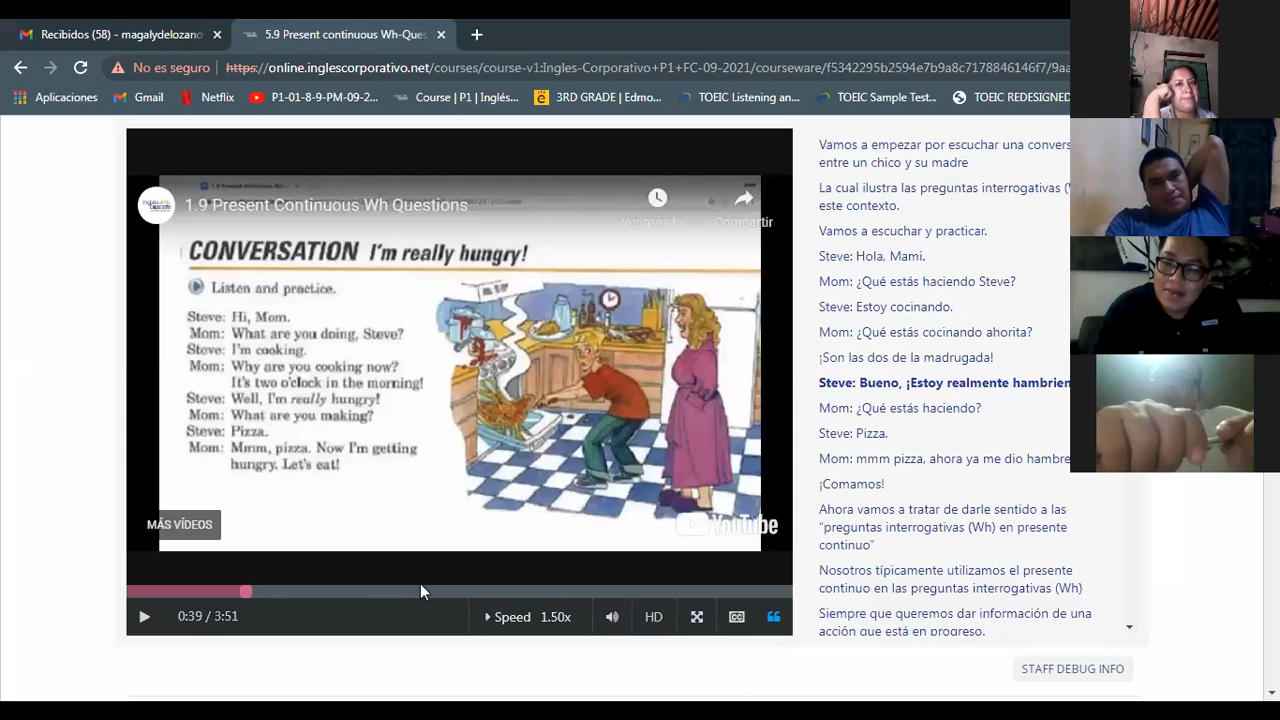 Recibidos (58) - magalydelozano
5.9 Present continuous Wh-Ques
No es seguro
https://online.inglescorporativo.net/courses/course-v1:Ingles-Corporativo+P1+FC-09-2021/courseware/f5342295b2594e7b9a8c7178846146f7/9aa
Aplicaciones
Gmail
Netflix
P1-01-8-9-PM-09-2...
Course | P1 | Inglés...
3RD GRADE | Edmo...
TOEIC Listening an...
TOEIC Sample Test...
TOEIC REDESIGNED
1.9 Present Continuous Wh Questions
Ver más ta
Compartir
CONVERSATION I'm really hungry!
Listen and practice.
Steve: Hi, Mom.
Mom: What are you doing, Steve?
Steve: I'm cooking.
Mom: Why are you cooking now?
It's two o'clock in the morning!
Steve: Well, I'm really hungry!
Mom: What are you making?
Steve: Pizza.
Mom: Mmm, pizza. Now I'm getting
hungry. Let's eat!
MÁS VÍDEOS
YouTube
0:39 / 3:51
Speed 1.50x
HD
Vamos a empezar por escuchar una convers
entre un chico y su madre
La cual ilustra las preguntas interrogativas (
este contexto.
Vamos a escuchar y practicar.
Steve: Hola, Mami.
Mom: ¿Qué estás haciendo Steve?
Steve: Estoy cocinando.
Mom: ¿Qué estás cocinando ahorita?
¡Son las dos de la madrugada!
Steve: Bueno, ¡Estoy realmente hambrien
Mom: ¿Qué estás haciendo?
Steve: Pizza.
Mom: mmm pizza, ahora ya me dio hambre
¡Comamos!
Ahora vamos a tratar de darle sentido a las
“preguntas interrogativas (Wh) en presente
continuo”
Nosotros típicamente utilizamos el presente
continuo en las preguntas interrogativas (Wh)
Siempre que queremos dar información de una
acción que está en progreso.
STAFF DEBUG INFO